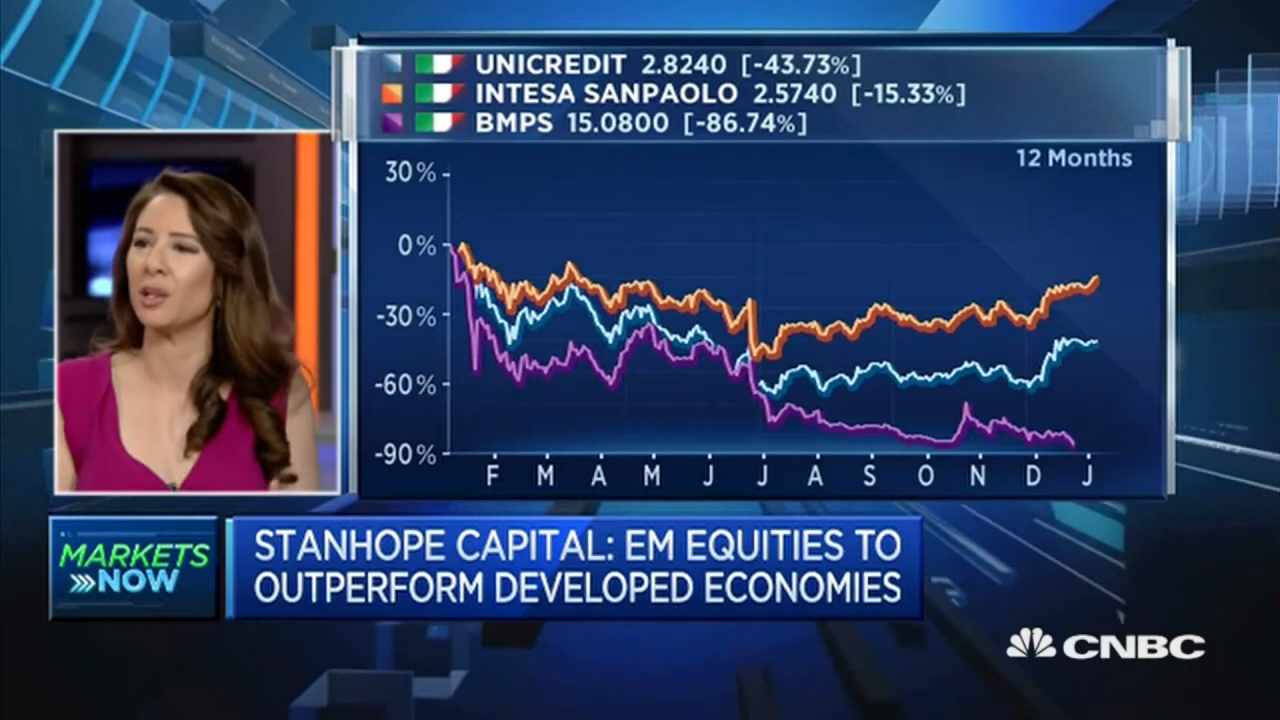 UNICREDIT 2.8240 [-43.73%]
INTESA SANPAOLO 2.5740 [-15.33%]
BMPS 15.0800 [-86.74%]
12 Months
30%
0%
-30%
-60%
-90%
F M A M J J A S O N D J
MARKETS
NOW
STANHOPE CAPITAL: EM EQUITIES TO
OUTPERFORM DEVELOPED ECONOMIES
CNBC